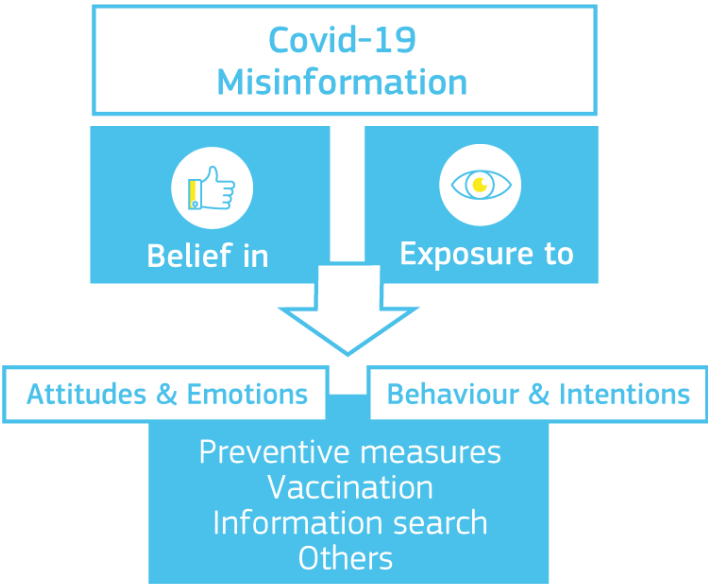 Covid-19
Misinformation
Belief in
Exposure to
Attitudes & Emotions
Behaviour & Intentions
Preventive measures
Vaccination
Information search
Others